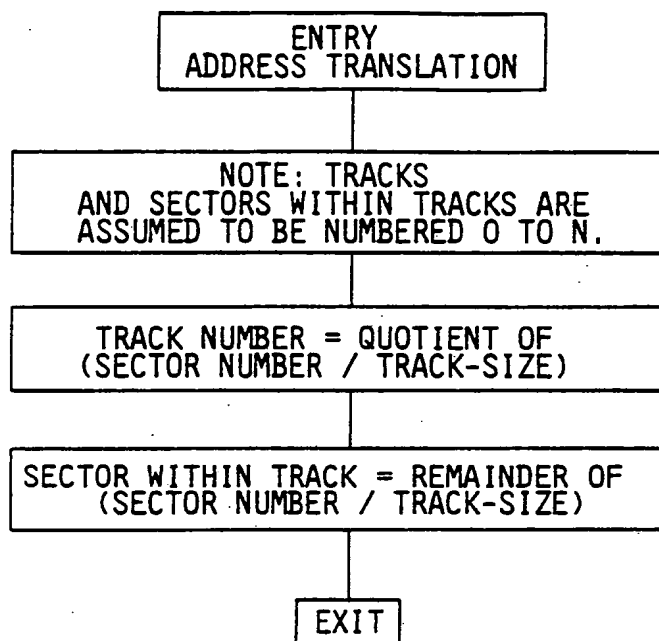 ENTRY
ADDRESS TRANSLATION
NOTE: TRACKS
AND SECTORS WITHIN TRACKS ARE
ASSUMED TO BE NUMBERED 0 TO N.
TRACK NUMBER = QUOTIENT OF
(SECTOR NUMBER / TRACK-SIZE)
SECTOR WITHIN TRACK = REMAINDER OF
(SECTOR NUMBER / TRACK-SIZE)
EXIT